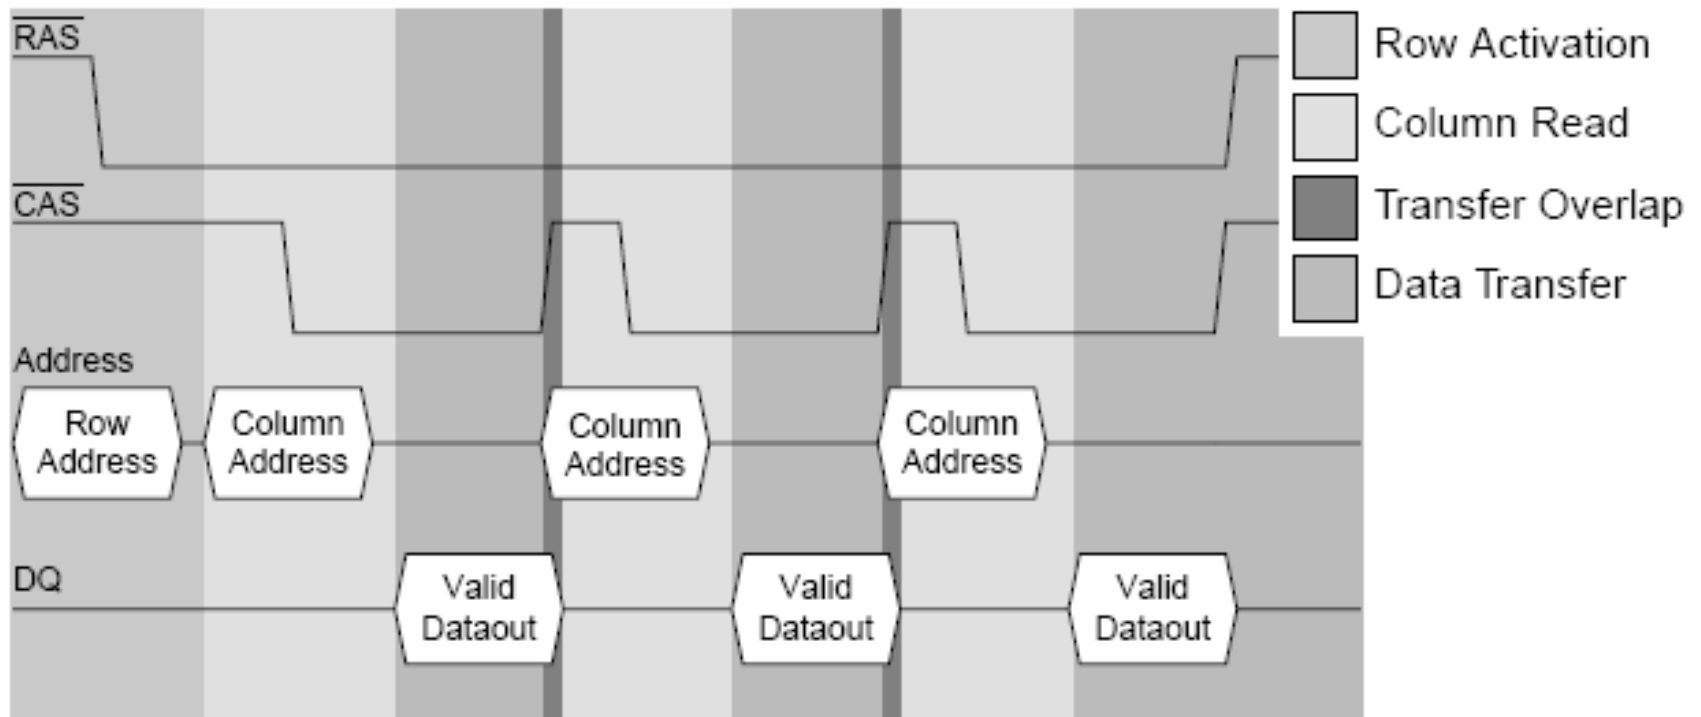 RAS
Row Activation
Column Read
CAS
Transfer Overlap
Data Transfer
Address
Row
Address
Column
Address
Column
Address
Column
Address
DQ
Valid
Dataout
Valid
Dataout
Valid
Dataout